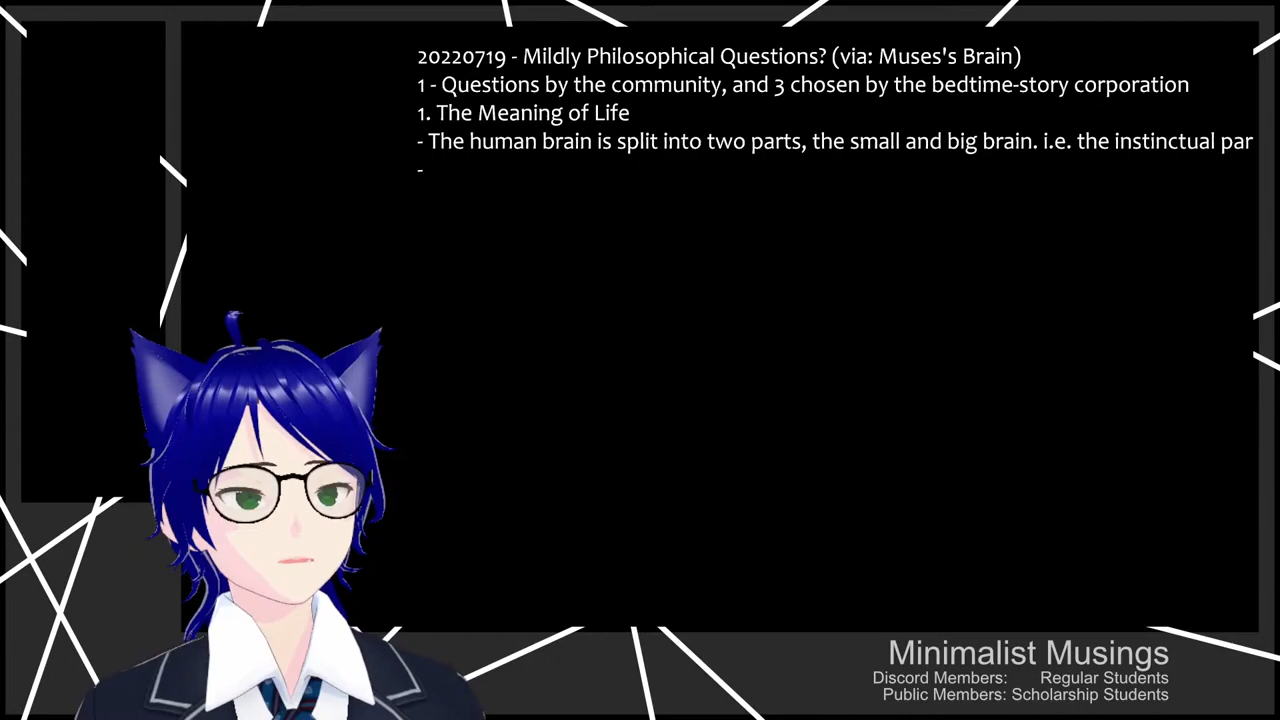 20220719 - Mildly Philosophical Questions? (via: Muses's Brain)
1 - Questions by the community, and 3 chosen by the bedtime-story corporation
1. The Meaning of Life
- The human brain is split into two parts, the small and big brain. i.e. the instinctual par
-
Minimalist Musings
Discord Members: Regular Students
Public Members: Scholarship Students